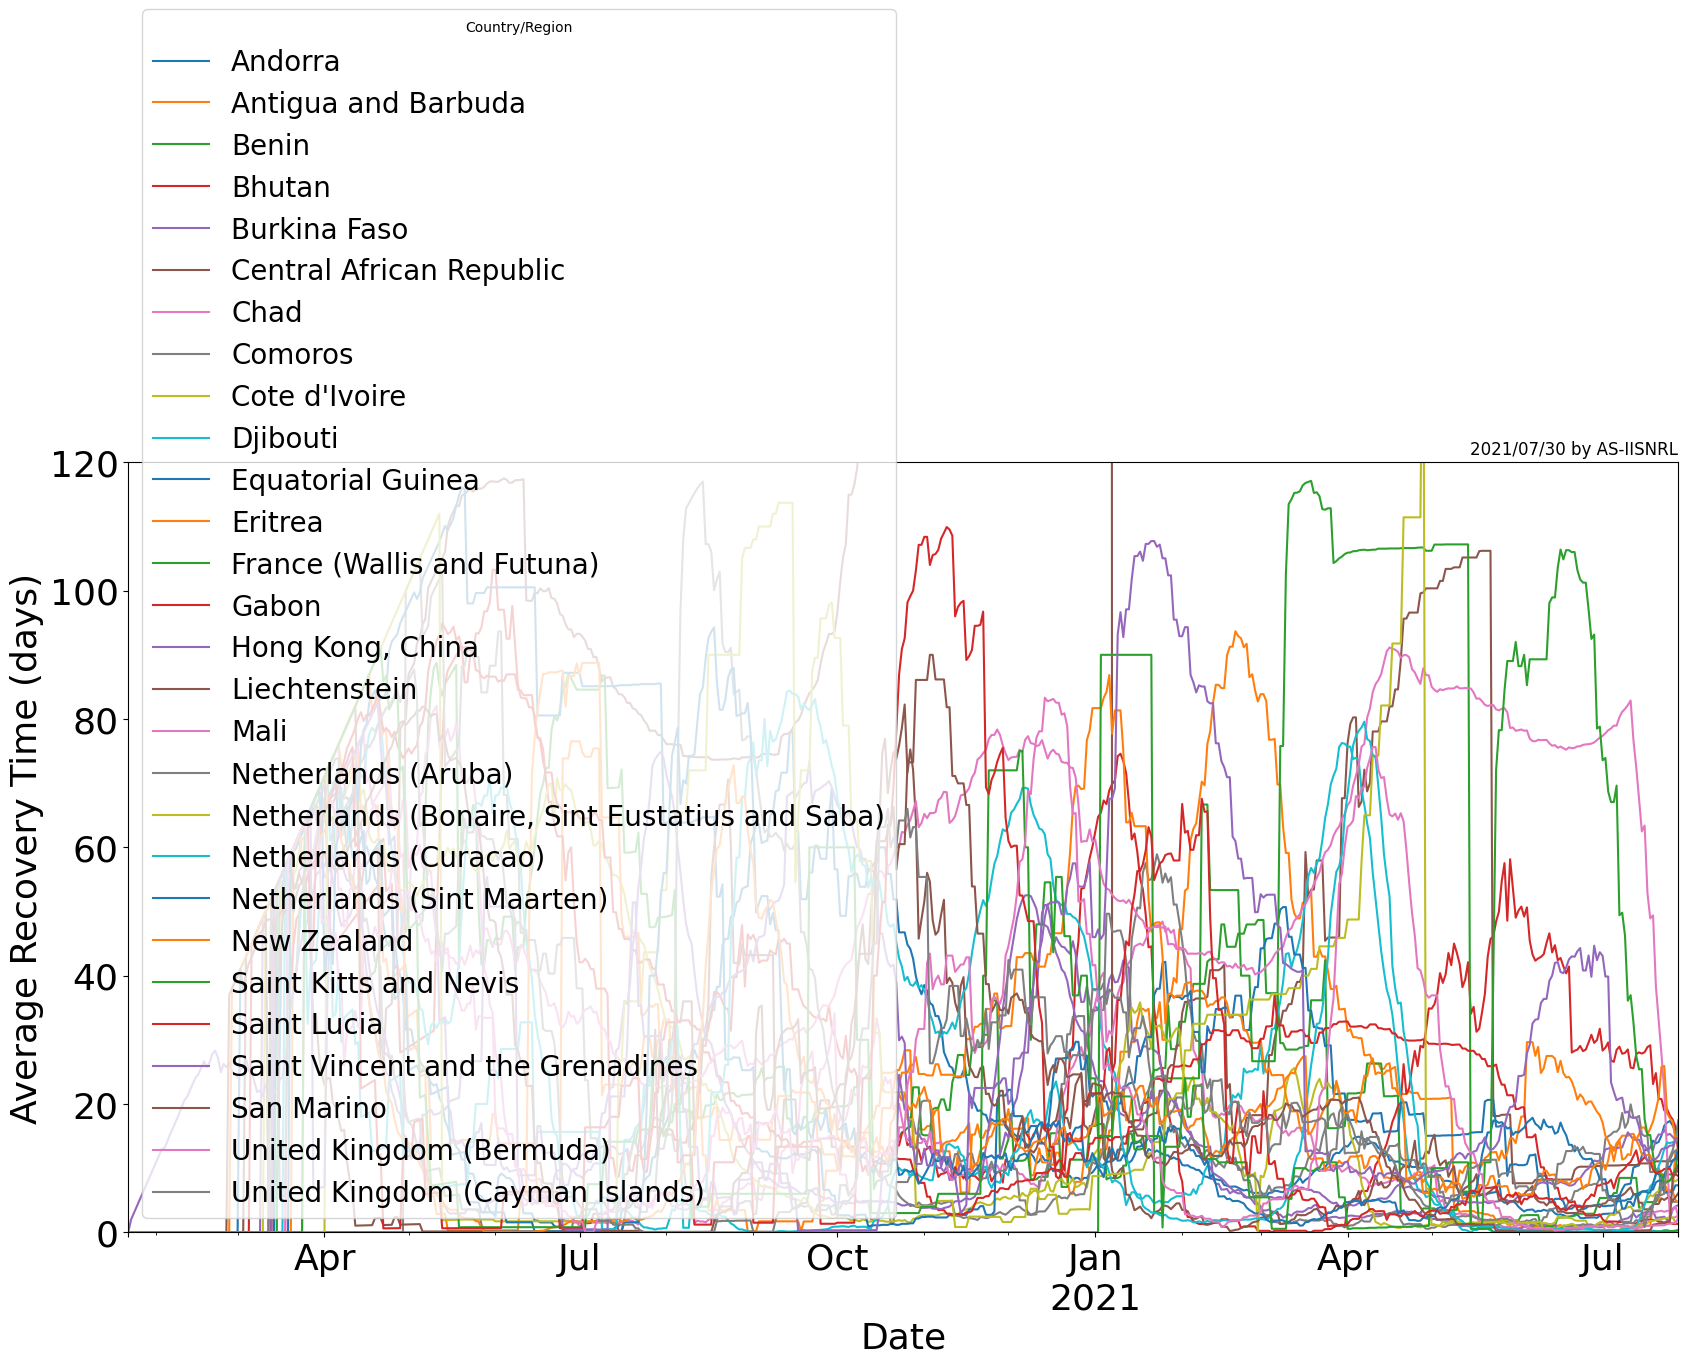 Country/Region
Andorra
Antigua and Barbuda
Benin
Bhutan
Burkina Faso
Central African Republic
Chad
Comoros
Cote d'Ivoire
Djibouti
Equatorial Guinea
Eritrea
France (Wallis and Futuna)
Gabon
Hong Kong, China
Liechtenstein
Mali
Netherlands (Aruba)
Netherlands (Bonaire, Sint Eustatius and Saba)
Netherlands (Curacao)
Netherlands (Sint Maarten)
New Zealand
Saint Kitts and Nevis
Saint Lucia
Saint Vincent and the Grenadines
San Marino
United Kingdom (Bermuda)
United Kingdom (Cayman Islands)
2021/07/30 by AS-IISNRL
Average Recovery Time (days)
120
100
80
60
40
20
0
Apr
Jul
Oct
Jan
2021
Apr
Jul
Date